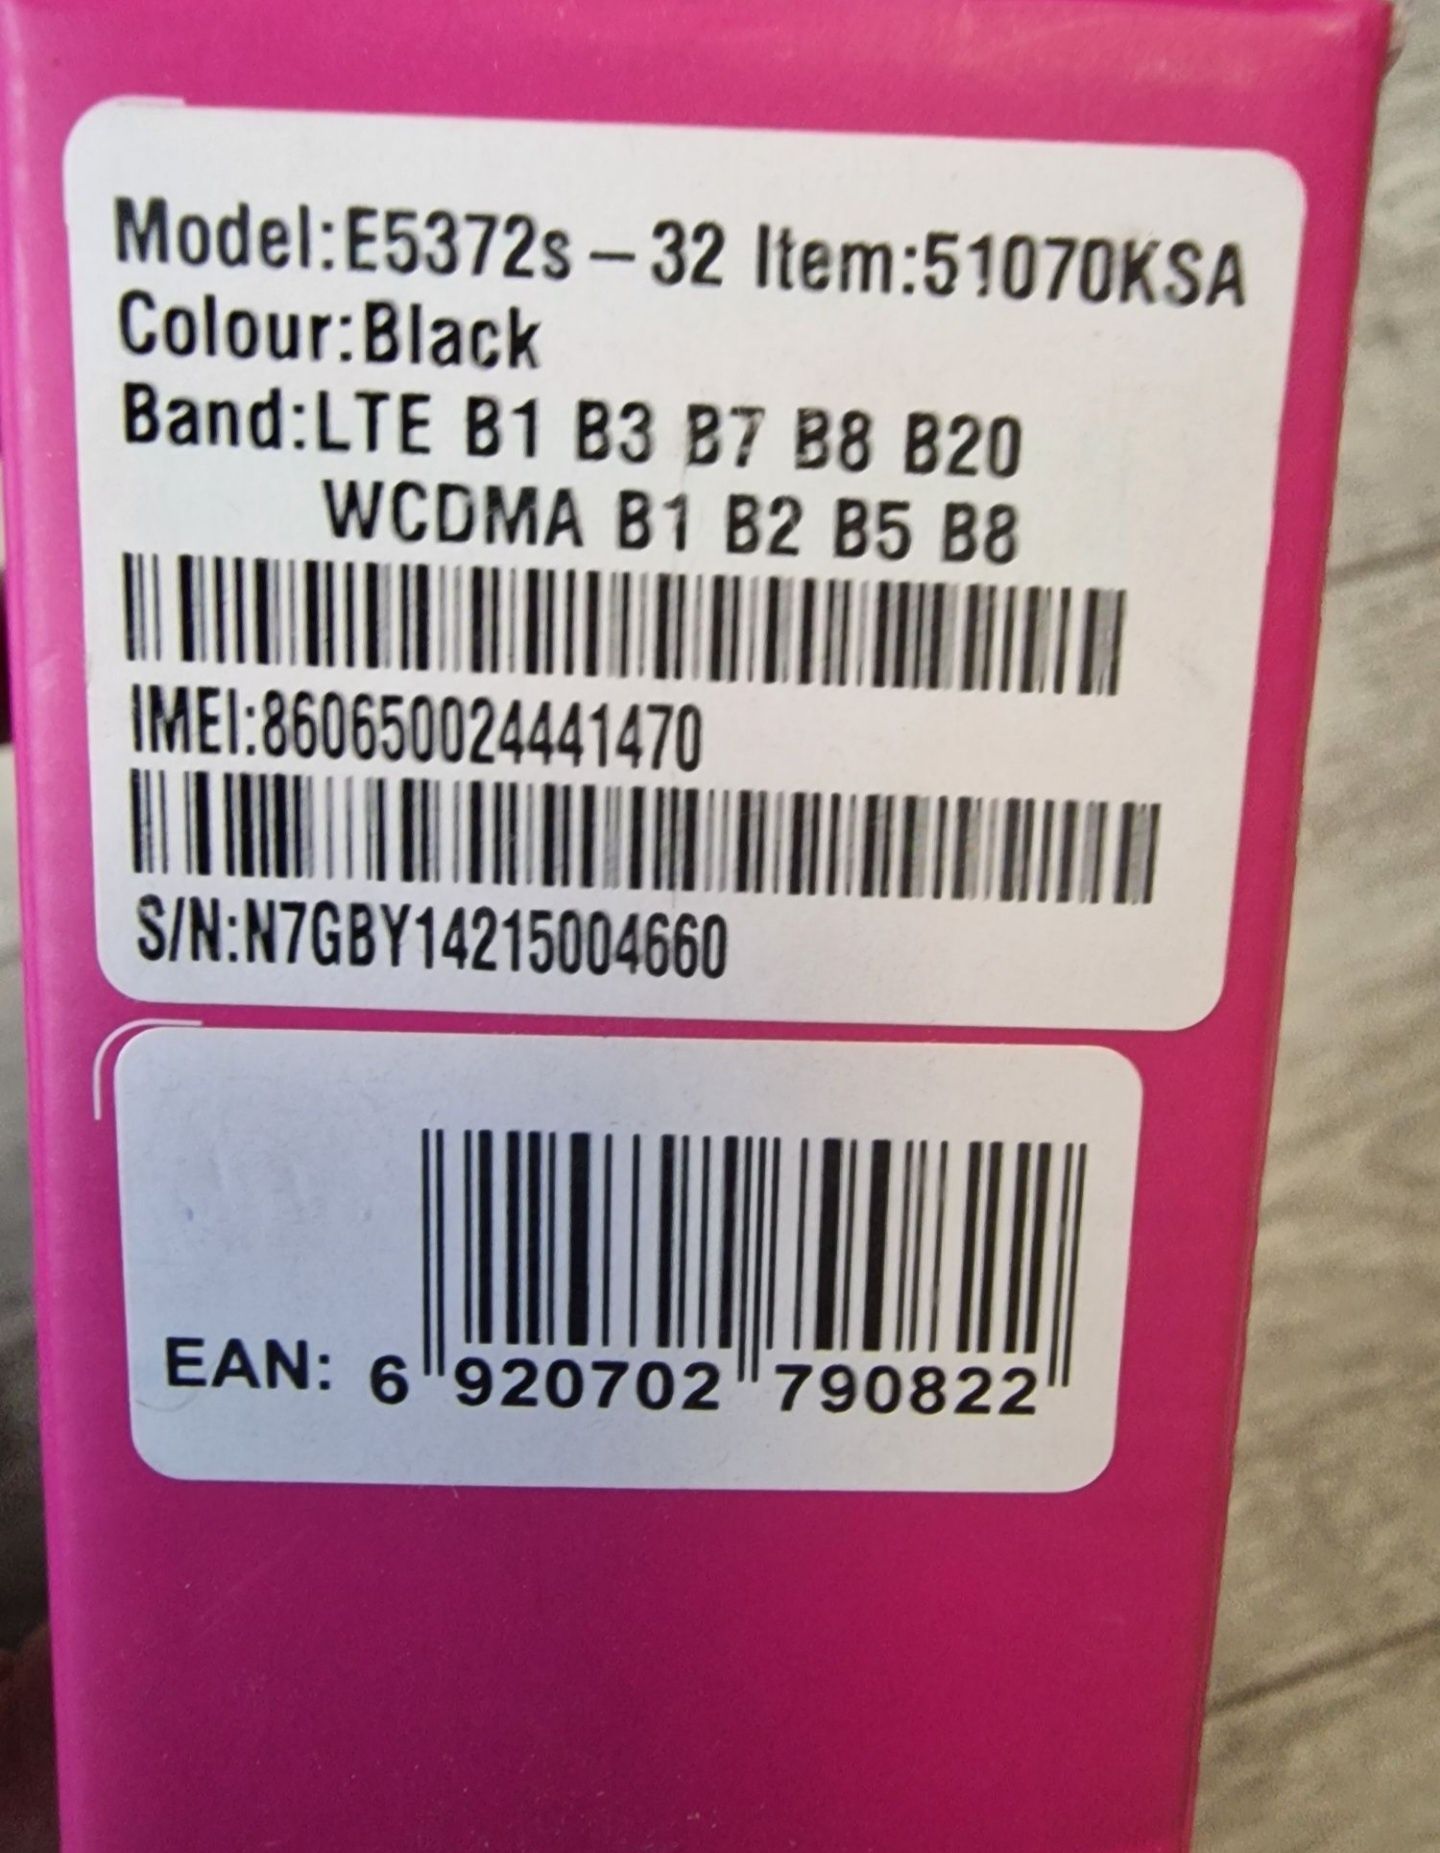 Model:E5372s-32 Item:51070KSA
Colour:Black
Band:LTE B1 B3 B7 B8 B20
WCDMA B1 B2 B5 B8
IMEI:860650024441470
S/N:N7GBY14215004660
EAN: 6 920702 790822